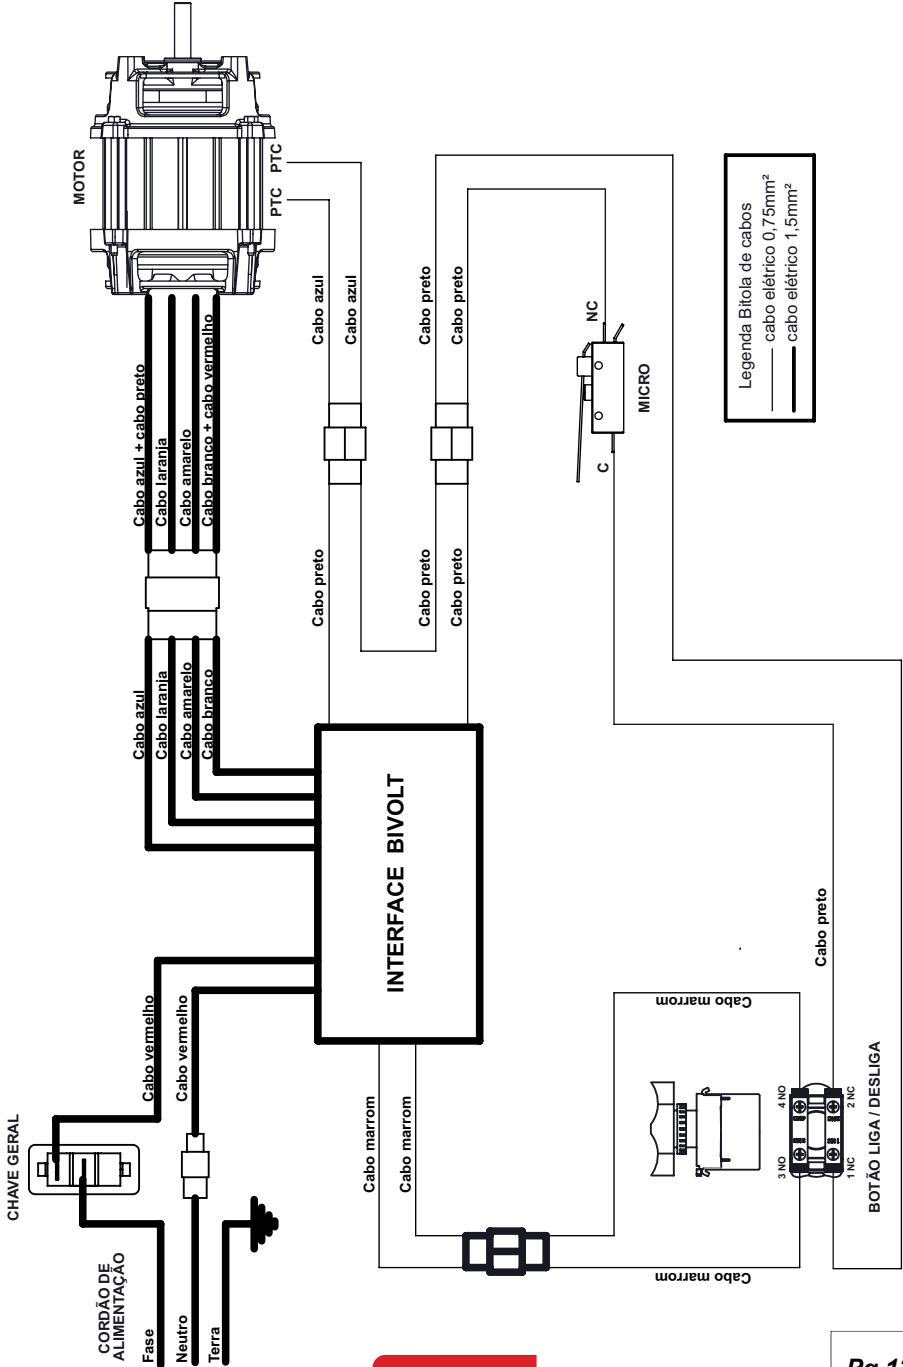 MOTOR
PTC
PTC
Cabo azul + cabo preto
Cabo laranja
Cabo amarelo
Cabo branco + cabo vermelho
Cabo azul
Cabo azul
Cabo preto
Cabo preto
NC
MICRO
C
Legenda Bitola de cabos
cabo elétrico 0,75mm²
cabo elétrico 1,5mm²
Cabo azul
Cabo laranja
Cabo amarelo
Cabo branco
Cabo preto
Cabo preto
Cabo preto
INTERFACE BIVOLT
Cabo vermelho
Cabo vermelho
CHAVE GERAL
CORDÃO DE
ALIMENTAÇÃO
Fase
Neutro
Terra
Cabo marrom
Cabo marrom
Cabo marrom
Cabo marrom
Cabo preto
3 NO
4 NO
1 NC
2 NC
BOTÃO LIGA / DESLIGA